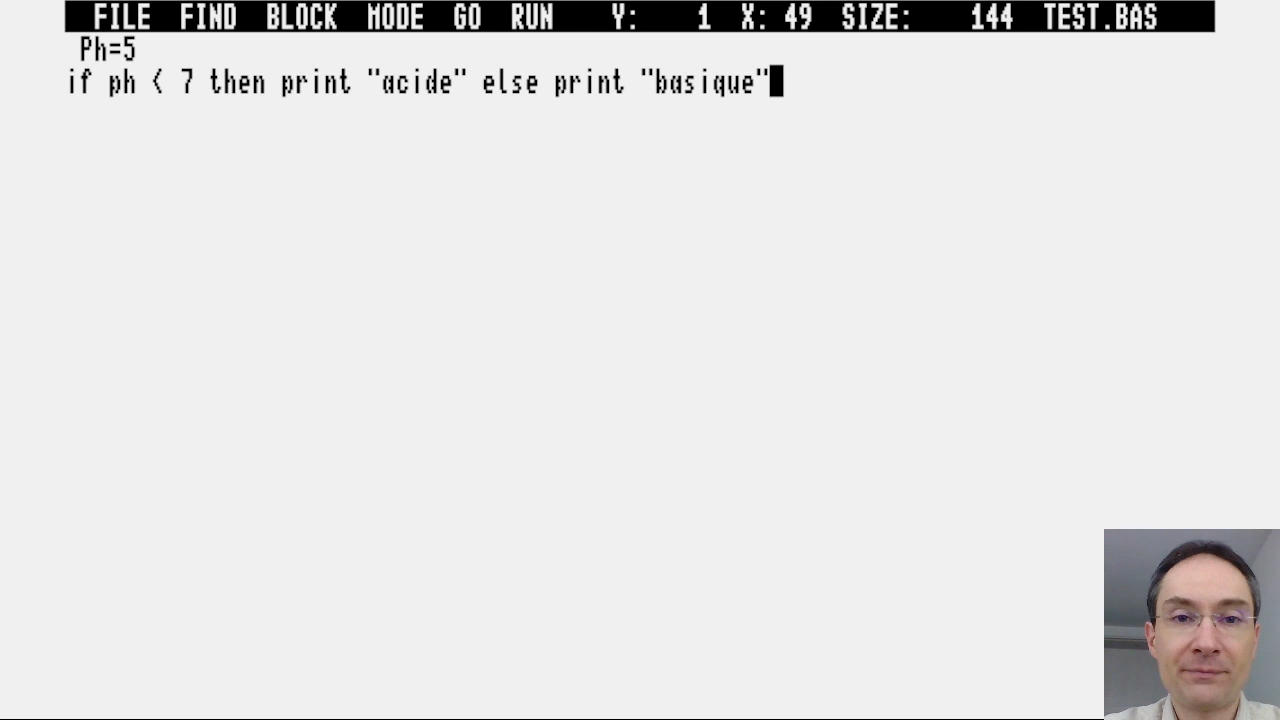 FILE FIND BLOCK MODE GO RUN Y: 1 X: 49 SIZE: 144 TEST.BAS
Ph=5
if ph < 7 then print "acide" else print "basique"